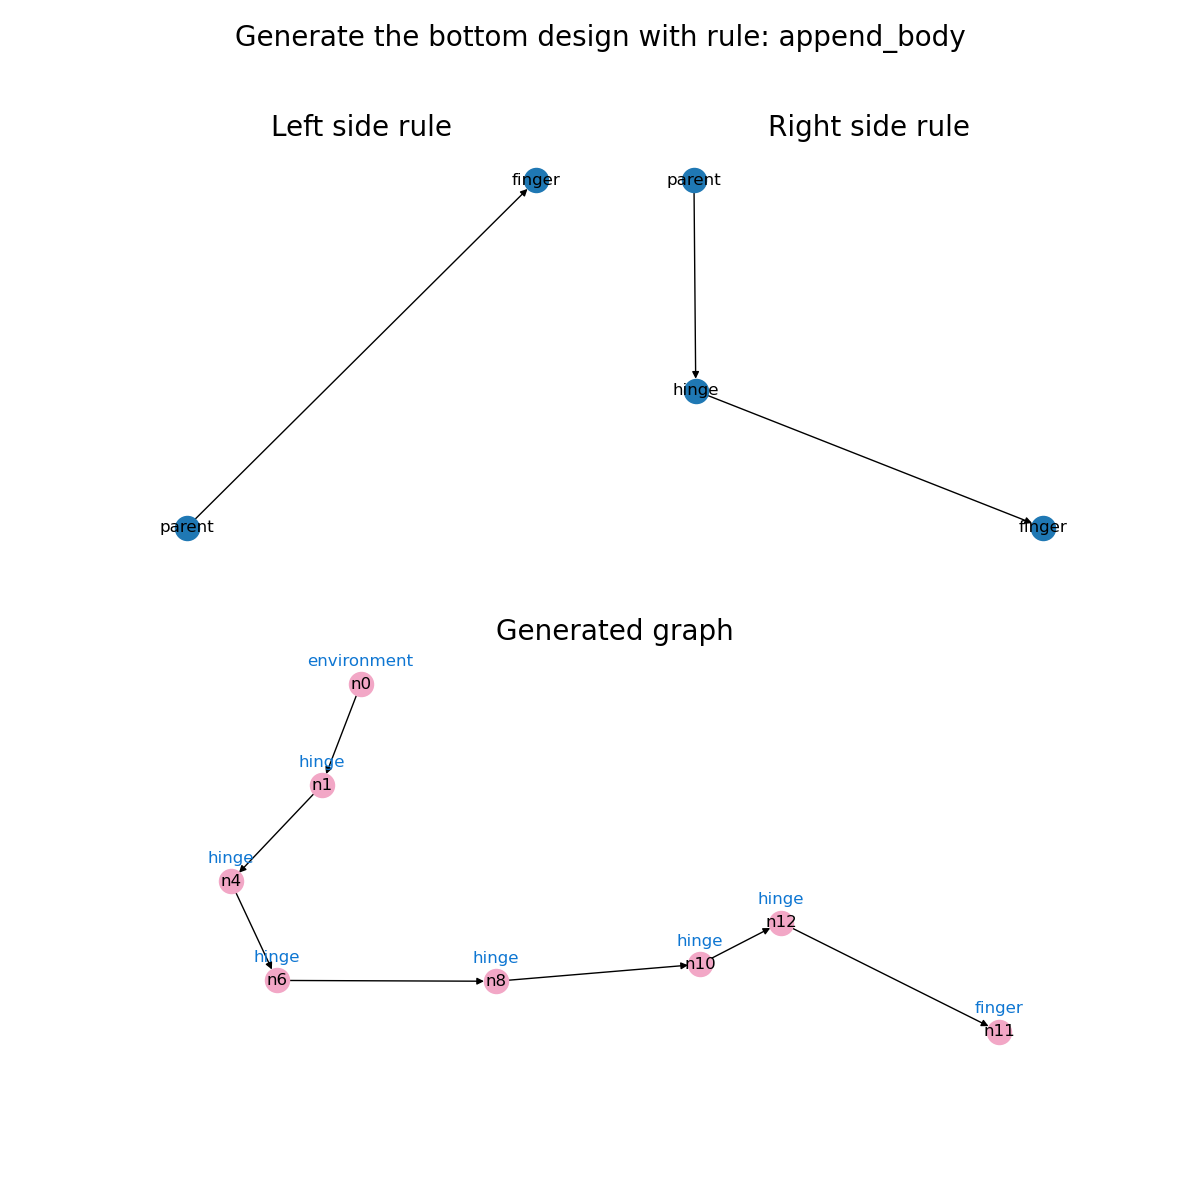 Generate the bottom design with rule: append_body
Left side rule
Right side rule
finger
parent
hinge
parent
finger
Generated graph
environment
n0
hinge
n1
hinge
n4
hinge
n12
hinge
n10
hinge
n6
hinge
n8
finger
n11